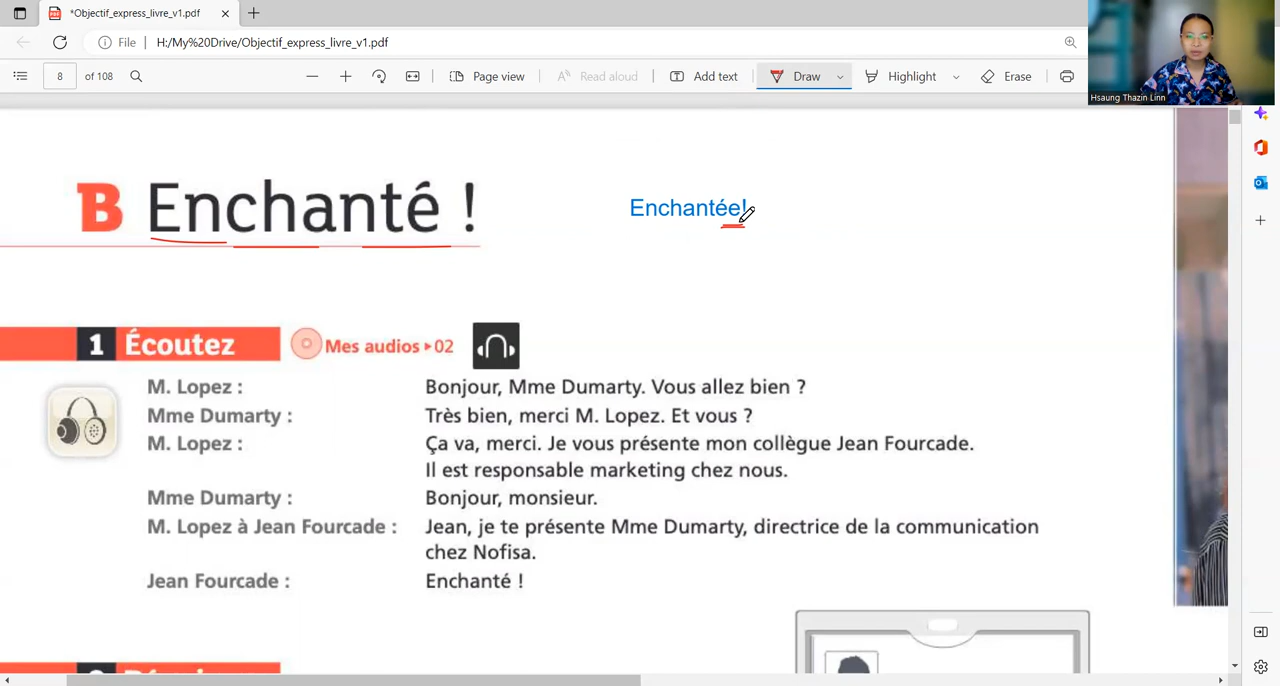 *Objectif_express_livre_v1.pdf
File H:/My%20Drive/Objectif_express_livre_v1.pdf
8 of 108 Page view Read aloud Add text Draw Highlight Erase
Hsaung Thazin Linn
B Enchanté ! Enchantée!
1 Écoutez Mes audios ▸ 02
M. Lopez : Bonjour, Mme Dumarty. Vous allez bien ?
Mme Dumarty : Très bien, merci M. Lopez. Et vous ?
M. Lopez : Ça va, merci. Je vous présente mon collègue Jean Fourcade.
Il est responsable marketing chez nous.
Mme Dumarty : Bonjour, monsieur.
M. Lopez à Jean Fourcade : Jean, je te présente Mme Dumarty, directrice de la communication
chez Nofisa.
Jean Fourcade : Enchanté !